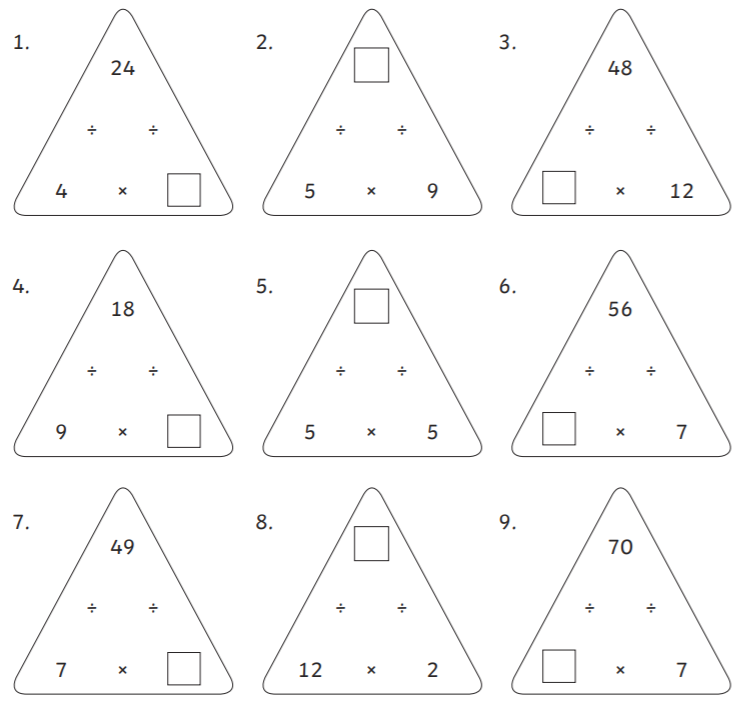 1. 2. 3.
24 48
÷ ÷ ÷ ÷ ÷ ÷
4 × 5 × 9 × 12
4. 5. 6.
18 56
÷ ÷ ÷ ÷ ÷ ÷
9 × 5 × 5 × 7
7. 8. 9.
49 70
÷ ÷ ÷ ÷ ÷ ÷
7 × 12 × 2 × 7